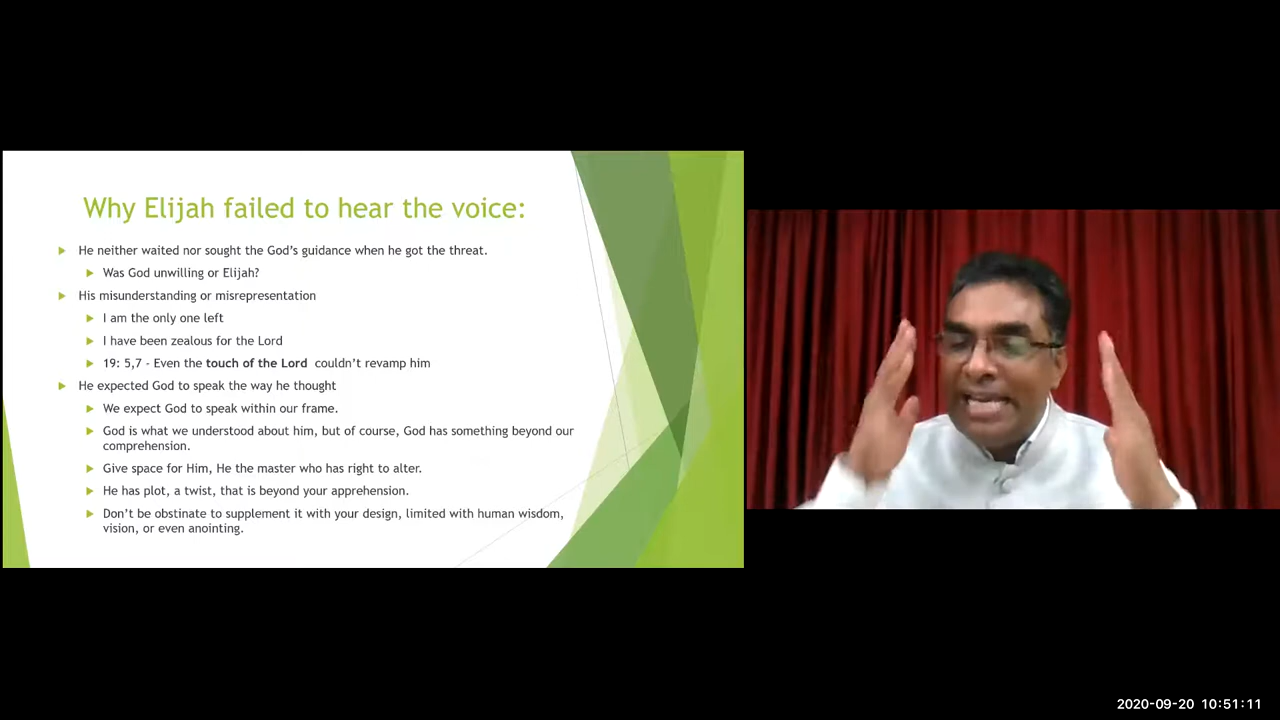 Why Elijah failed to hear the voice:
He neither waited nor sought the God's guidance when he got the threat.
Was God unwilling or Elijah?
His misunderstanding or misrepresentation
I am the only one left
I have been zealous for the Lord
19: 5,7 - Even the touch of the Lord couldn't revamp him
He expected God to speak the way he thought
We expect God to speak within our frame.
God is what we understood about him, but of course, God has something beyond our
comprehension.
Give space for Him, He the master who has right to alter.
He has plot, a twist, that is beyond your apprehension.
Don't be obstinate to supplement it with your design, limited with human wisdom,
vision, or even anointing.
2020-09-20 10:51:11